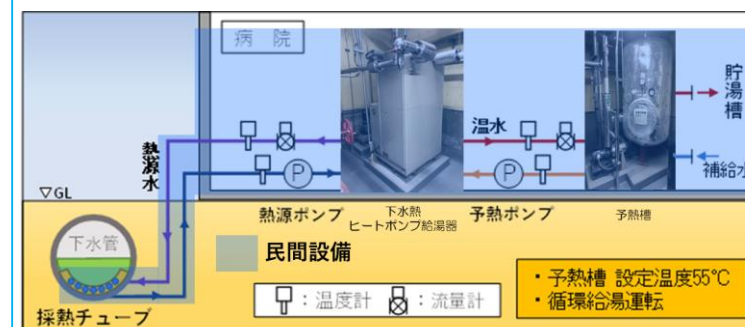 病 院
貯湯槽
熱源水
温水
P
P
補給水
▽GL
熱源ポンプ
下水熱
ヒートポンプ給湯器
予熱ポンプ
予熱槽
下水管
民間設備
採熱チューブ
:温度計
:流量計
・予熱槽 設定温度55℃
・循環給湯運転